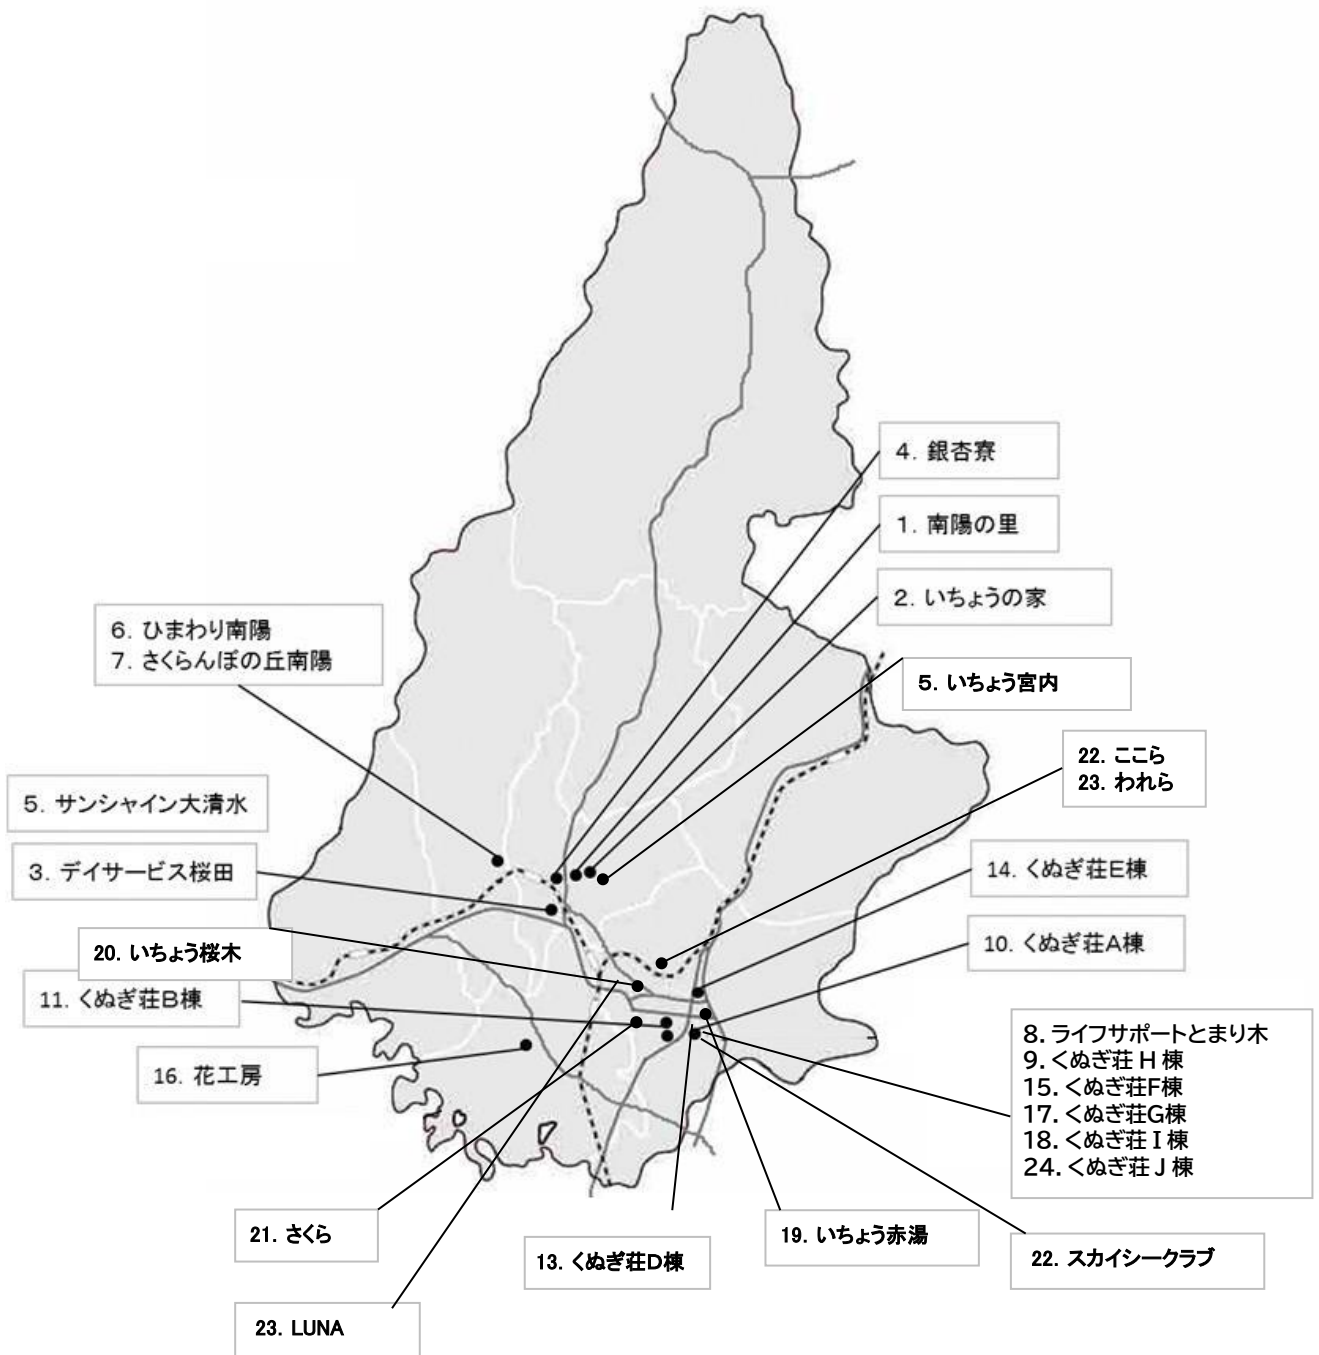 4. 銀杏寮
1. 南陽の里
2. いちょうの家
6. ひまわり南陽
7. さくらんぼの丘南陽
5. いちょう宮内
22. ここら
23. われら
5. サンシャイン大清水
3. デイサービス桜田
14. くぬぎ荘E棟
20. いちょう桜木
10. くぬぎ荘A棟
11. くぬぎ荘B棟
16. 花工房
8. ライフサポートとまり木
9. くぬぎ荘H棟
15. くぬぎ荘F棟
17. くぬぎ荘G棟
18. くぬぎ荘I棟
24. くぬぎ荘J棟
21. さくら
13. くぬぎ荘D棟
19. いちょう赤湯
22. スカイシークラブ
23. LUNA